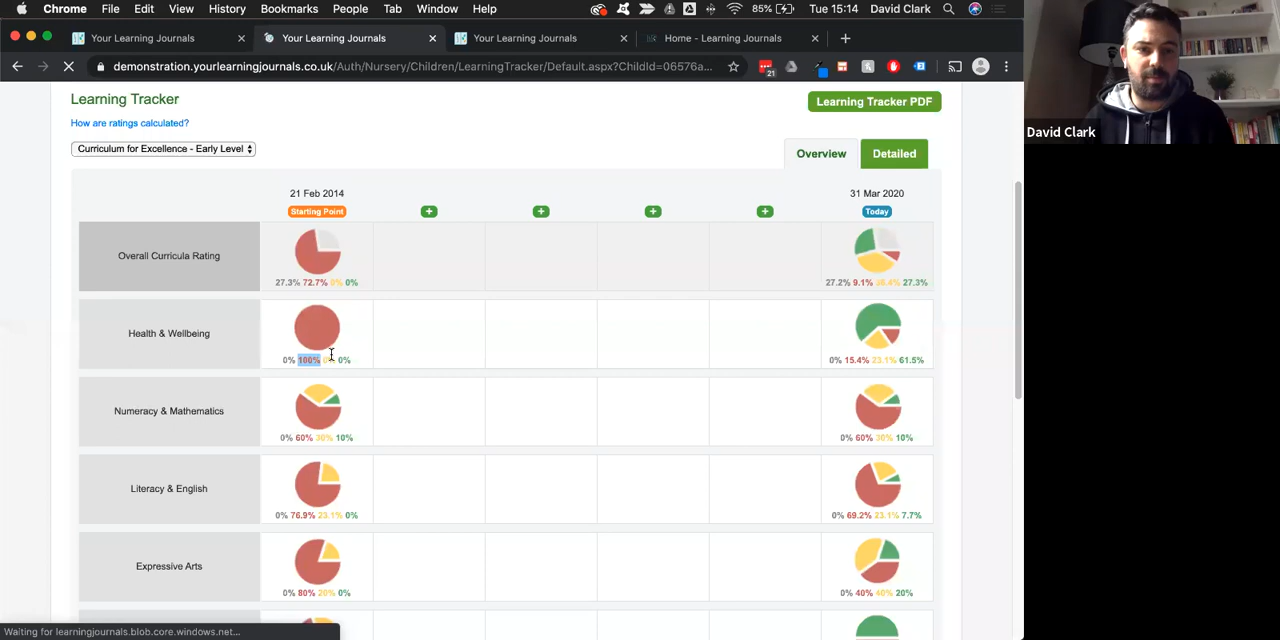 Chrome File Edit View History Bookmarks People Tab Window Help 85% Tue 15:14 David Clark
Your Learning Journals Your Learning Journals Your Learning Journals Home - Learning Journals
demonstration.yourlearningjournals.co.uk/Auth/Nursery/Children/LearningTracker/Default.aspx?ChildId=06576a...
21
David Clark
Learning Tracker
Learning Tracker PDF
How are ratings calculated?
Curriculum for Excellence - Early Level
Overview Detailed
21 Feb 2014 31 Mar 2020
Starting Point + + + + Today
Overall Curricula Rating
27.3% 72.7% 0% 0% 27.2% 9.1% 36.4% 27.3%
Health & Wellbeing
0% 100% 0% 0% 15.4% 23.1% 61.5%
Numeracy & Mathematics
0% 60% 30% 10% 0% 60% 30% 10%
Literacy & English
0% 76.9% 23.1% 0% 0% 69.2% 23.1% 7.7%
Expressive Arts
0% 80% 20% 0% 0% 40% 40% 20%
Waiting for learningjournals.blob.core.windows.net...